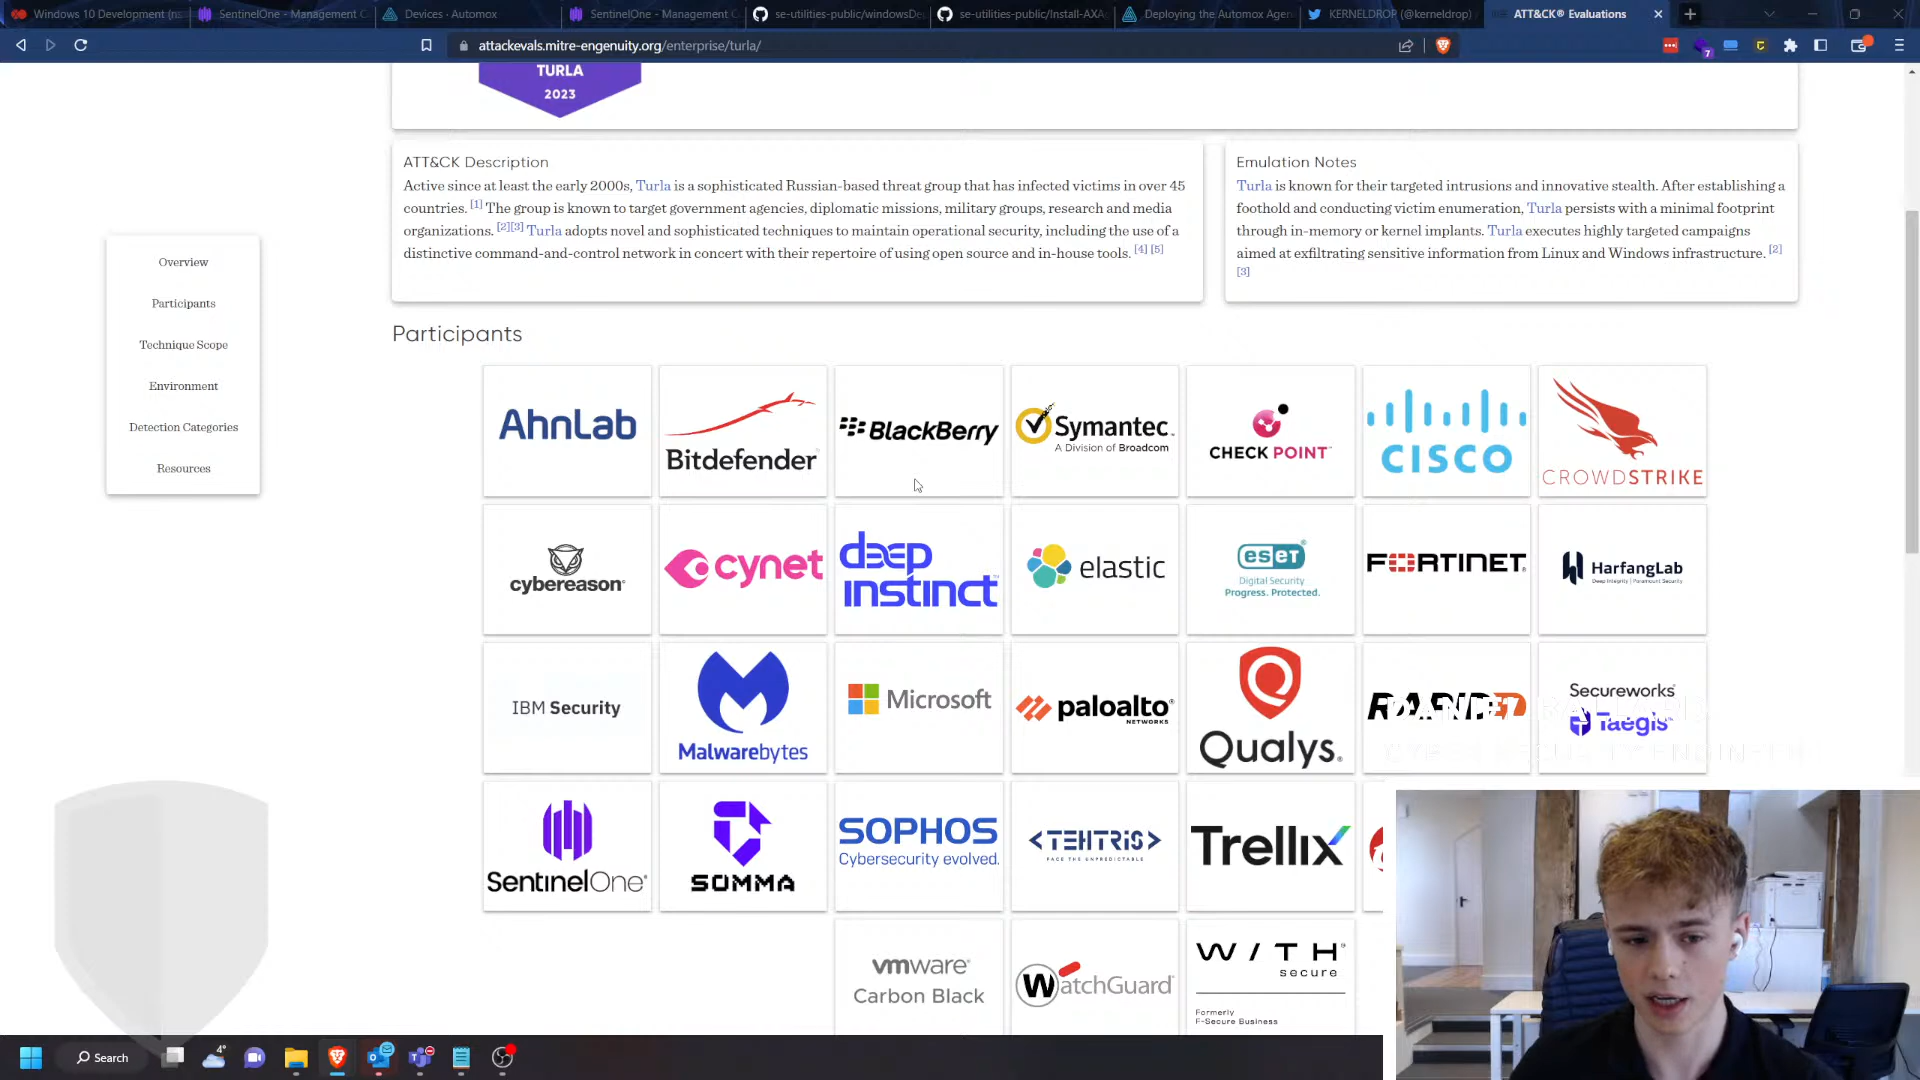 Windows 10 Development
SentinelOne - Management
Devices · Automox
SentinelOne - Management
se-utilities-public/windowsDe
se-utilities-public/Install-AXA
Deploying the Automox Agen
KERNELDROP (@kerneldrop)
ATT&CK® Evaluations
attackevals.mitre-engenuity.org/enterprise/turla/
7
TURLA
2023
ATT&CK Description
Active since at least the early 2000s, Turla is a sophisticated Russian-based threat group that has infected victims in over 45
countries. [1] The group is known to target government agencies, diplomatic missions, military groups, research and media
organizations. [2][3] Turla adopts novel and sophisticated techniques to maintain operational security, including the use of a
distinctive command-and-control network in concert with their repertoire of using open source and in-house tools. [4] [5]
Emulation Notes
Turla is known for their targeted intrusions and innovative stealth. After establishing a
foothold and conducting victim enumeration, Turla persists with a minimal footprint
through in-memory or kernel implants. Turla executes highly targeted campaigns
aimed at exfiltrating sensitive information from Linux and Windows infrastructure. [2]
[3]
Overview
Participants
Technique Scope
Environment
Detection Categories
Resources
Participants
AhnLab
Bitdefender
BlackBerry
Symantec
A Division of Broadcom
CHECK POINT
CISCO
CROWDSTRIKE
cybereason
cynet
deep
instinct
elastic
eset
Digital Security
Progress. Protected.
FORTINET
HarfangLab
IBM Security
Malwarebytes
Microsoft
paloalto
NETWORKS
Qualys.
RAPID7
Secureworks
Taegis
DANIEL
SentinelOne
SOMMA
SOPHOS
Cybersecurity evolved.
<TEHTRIS>
FACE THE UNPREDICTABLE
Trellix
vmware
Carbon Black
WatchGuard
W / T H
secure
Formerly
F-Secure Business
Search
4°